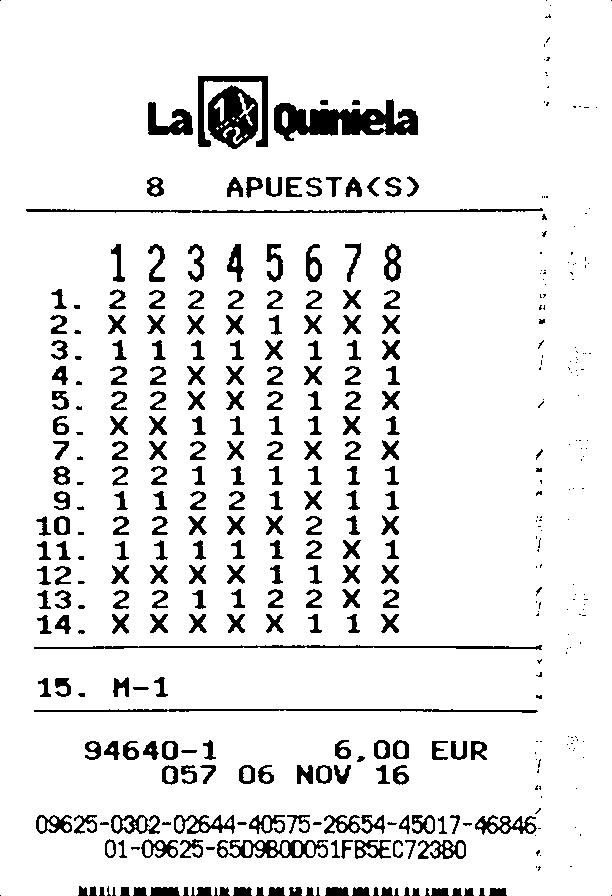 La 1X2 Quiniela
8 APUESTA(S)
1 2 3 4 5 6 7 8
1. 2 2 2 2 2 2 X 2
2. X X X X 1 X X X
3. 1 1 1 1 X 1 1 X
4. 2 2 X X 2 X 2 1
5. 2 2 X X 2 1 2 X
6. X X 1 1 1 1 X 1
7. 2 X 2 X 2 X 2 X
8. 2 2 1 1 1 1 1 1
9. 1 1 2 2 1 X 1 1
10. 2 2 X X X 2 1 X
11. 1 1 1 1 1 2 X 1
12. X X X X 1 1 X X
13. 2 2 1 1 2 2 X 2
14. X X X X X 1 1 X
15. M-1
94640-1 6,00 EUR
057 06 NOV 16
09625-0302-02644-40575-26654-45017-46846
01-09625-65D9B00051FB5EC723B0